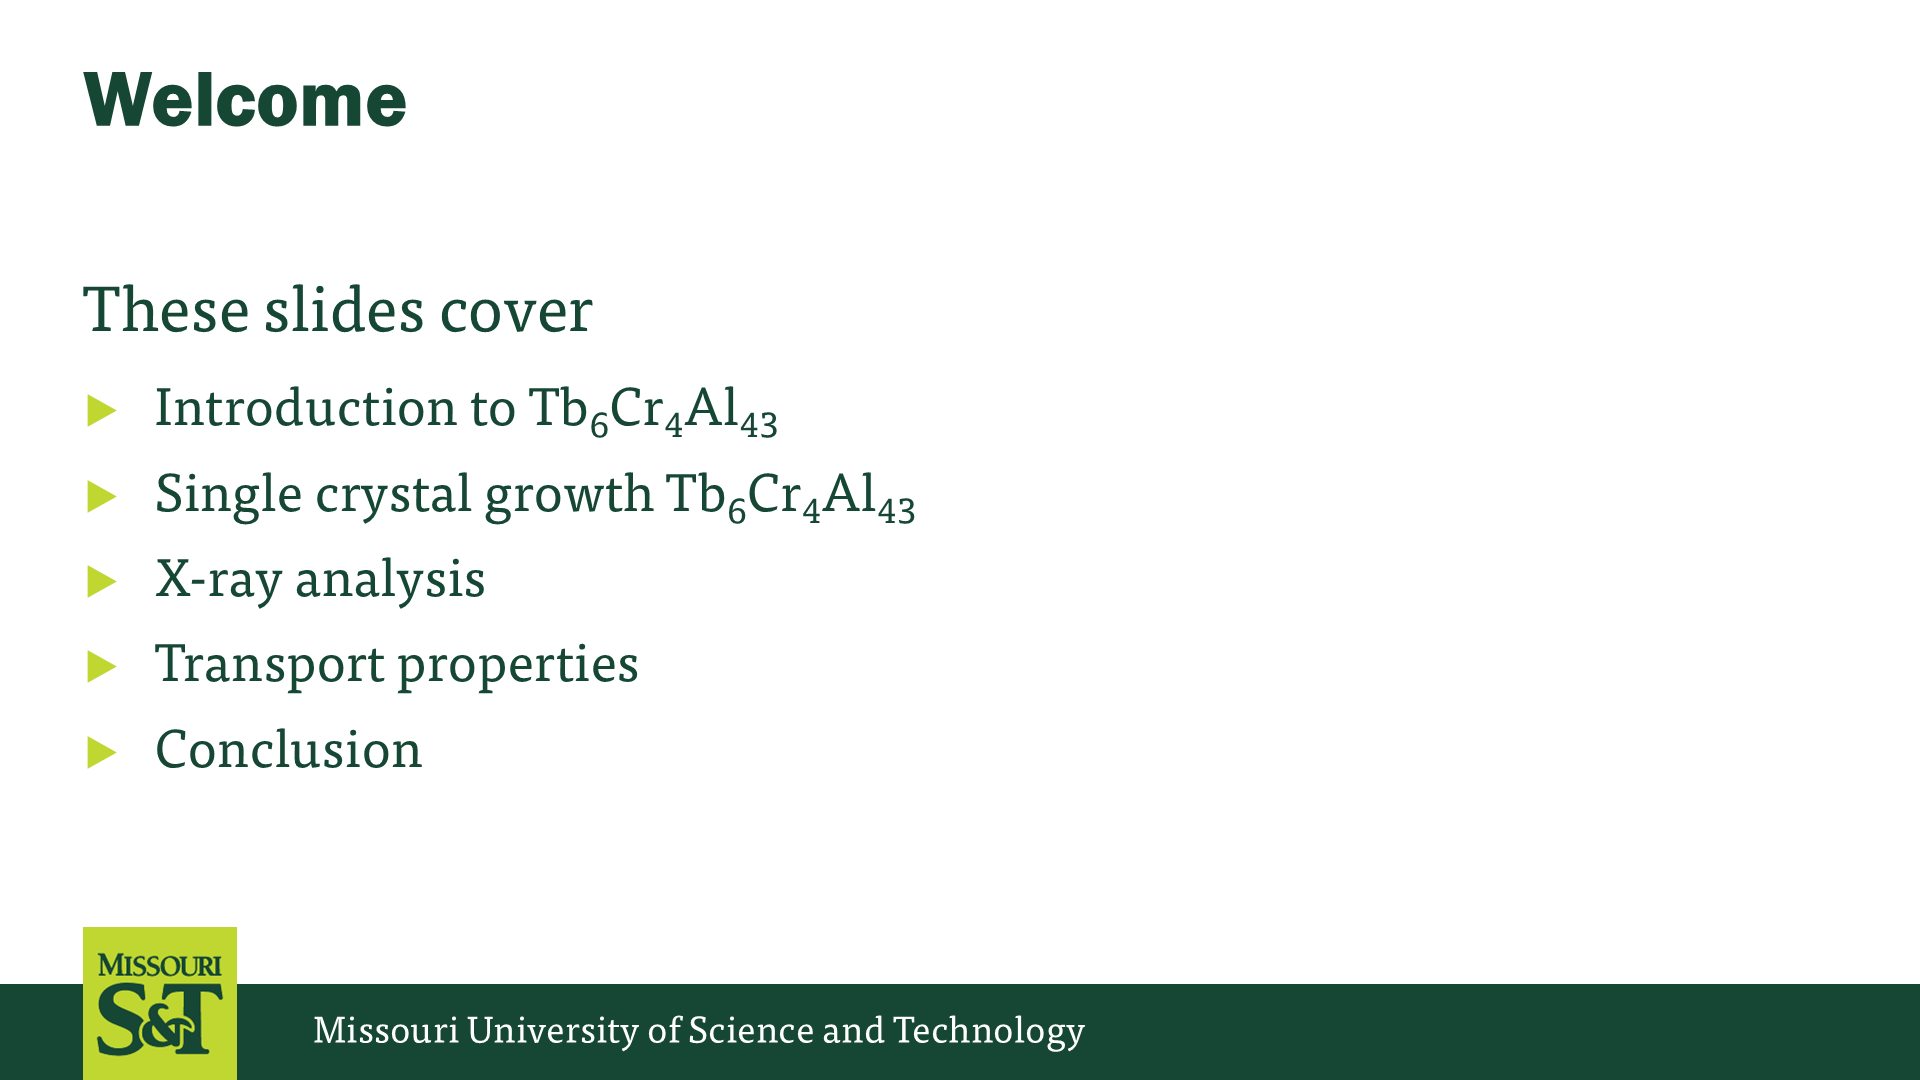 Welcome
These slides cover
► Introduction to Tb₆Cr₄Al₄₃
► Single crystal growth Tb₆Cr₄Al₄₃
► X-ray analysis
► Transport properties
► Conclusion
MISSOURI
S&T
Missouri University of Science and Technology